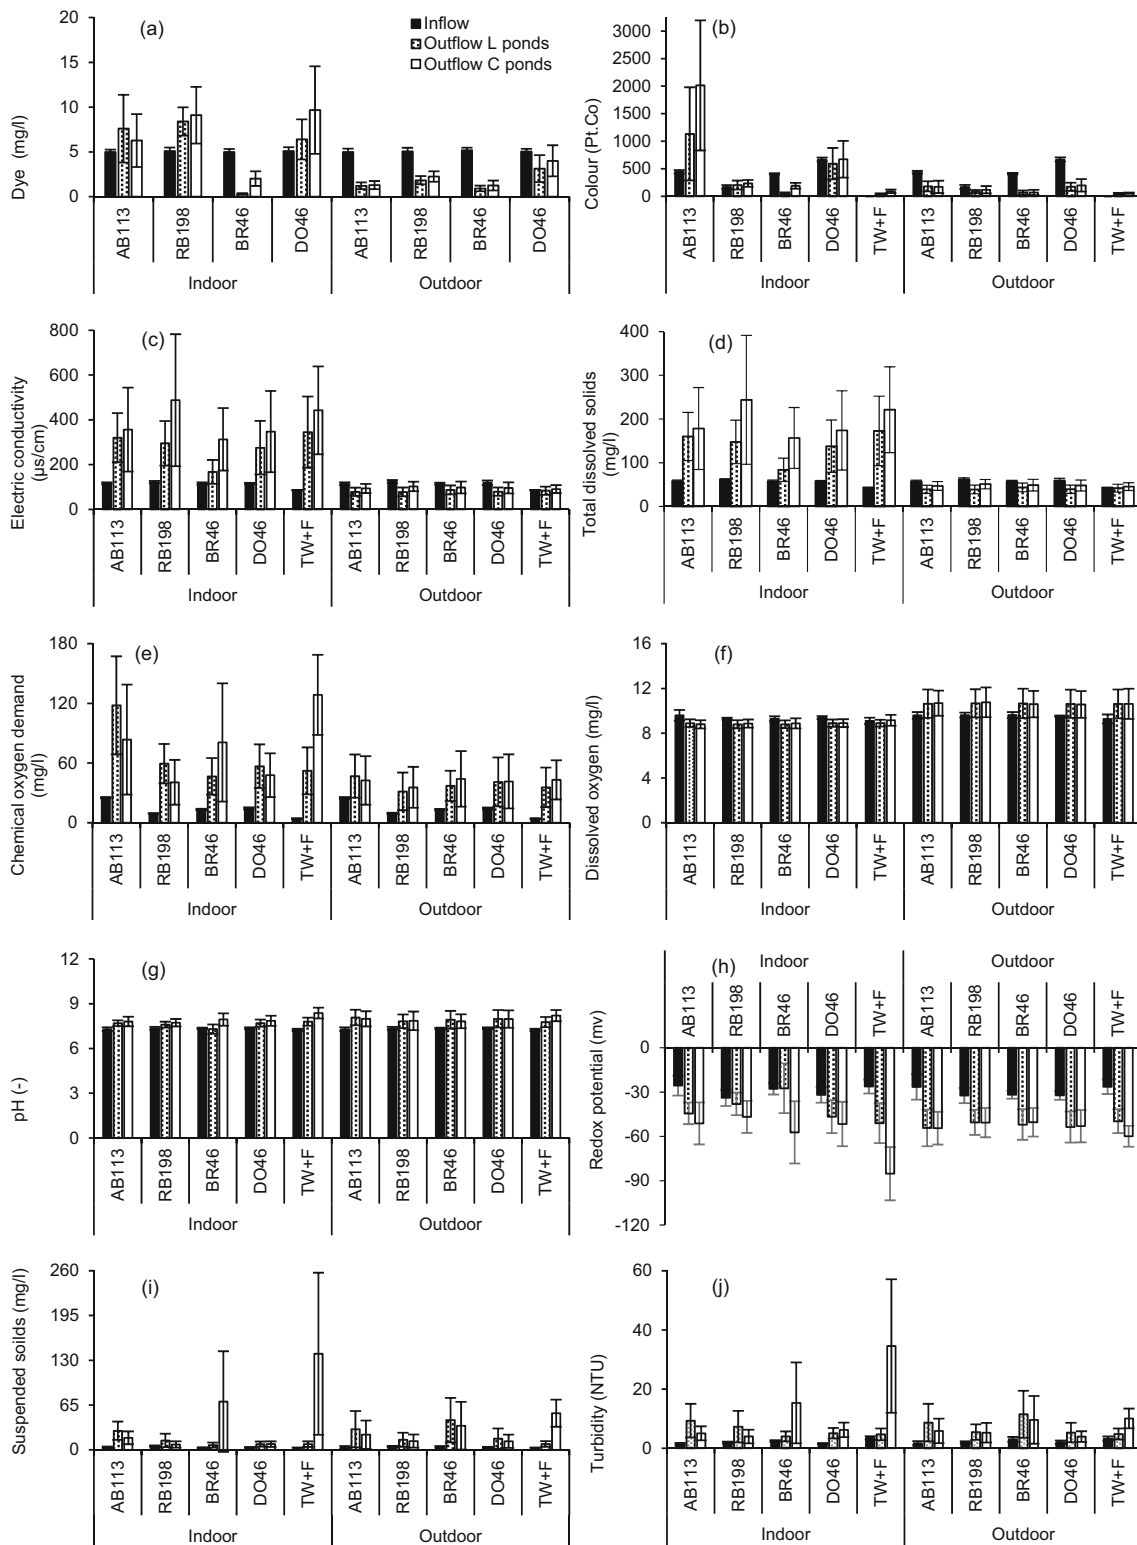 (a)
Inflow
Outflow L ponds
Outflow C ponds
Dye (mg/l)
20
15
10
5
0
AB113 RB198 BR46 DO46 AB113 RB198 BR46 DO46
Indoor Outdoor
(b)
Colour (Pt.Co)
3000
2500
2000
1500
1000
500
0
AB113 RB198 BR46 DO46 TW+F AB113 RB198 BR46 DO46 TW+F
Indoor Outdoor
(c)
Electric conductivity
(µs/cm)
800
600
400
200
0
AB113 RB198 BR46 DO46 TW+F AB113 RB198 BR46 DO46 TW+F
Indoor Outdoor
(d)
Total dissolved solids
(mg/l)
400
300
200
100
0
AB113 RB198 BR46 DO46 TW+F AB113 RB198 BR46 DO46 TW+F
Indoor Outdoor
(e)
Chemical oxygen demand
(mg/l)
180
120
60
0
AB113 RB198 BR46 DO46 TW+F AB113 RB198 BR46 DO46 TW+F
Indoor Outdoor
(f)
Dissolved oxygen (mg/l)
16
12
8
4
0
AB113 RB198 BR46 DO46 TW+F AB113 RB198 BR46 DO46 TW+F
Indoor Outdoor
(g)
pH (-)
12
9
6
3
0
AB113 RB198 BR46 DO46 TW+F AB113 RB198 BR46 DO46 TW+F
Indoor Outdoor
(h)
Indoor Outdoor
AB113 RB198 BR46 DO46 TW+F AB113 RB198 BR46 DO46 TW+F
Redox potential (mv)
0
-30
-60
-90
-120
(i)
Suspended soilds (mg/l)
260
195
130
65
0
AB113 RB198 BR46 DO46 TW+F AB113 RB198 BR46 DO46 TW+F
Indoor Outdoor
(j)
Turbidity (NTU)
60
40
20
0
AB113 RB198 BR46 DO46 TW+F AB113 RB198 BR46 DO46 TW+F
Indoor Outdoor